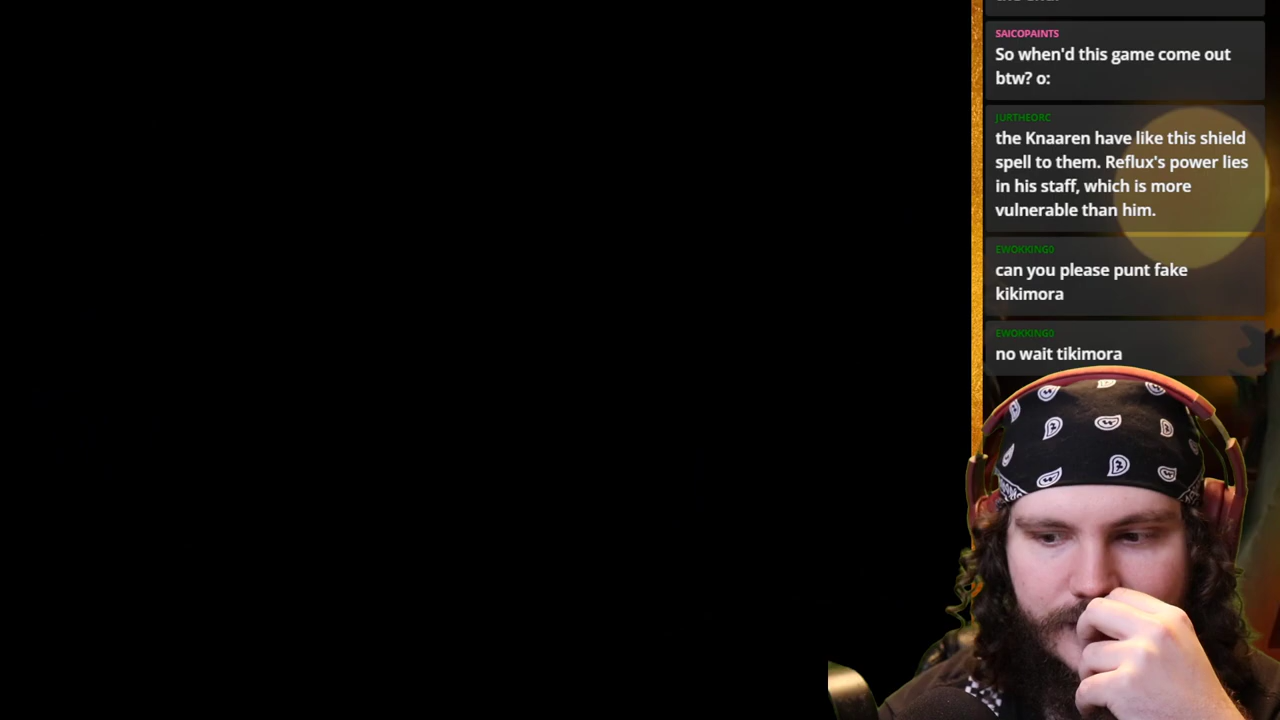 SAICOPAINTS
So when'd this game come out
btw? o:
JURTHEORC
the Knaaren have like this shield
spell to them. Reflux's power lies
in his staff, which is more
vulnerable than him.
EWOKKING0
can you please punt fake
kikimora
EWOKKING0
no wait tikimora